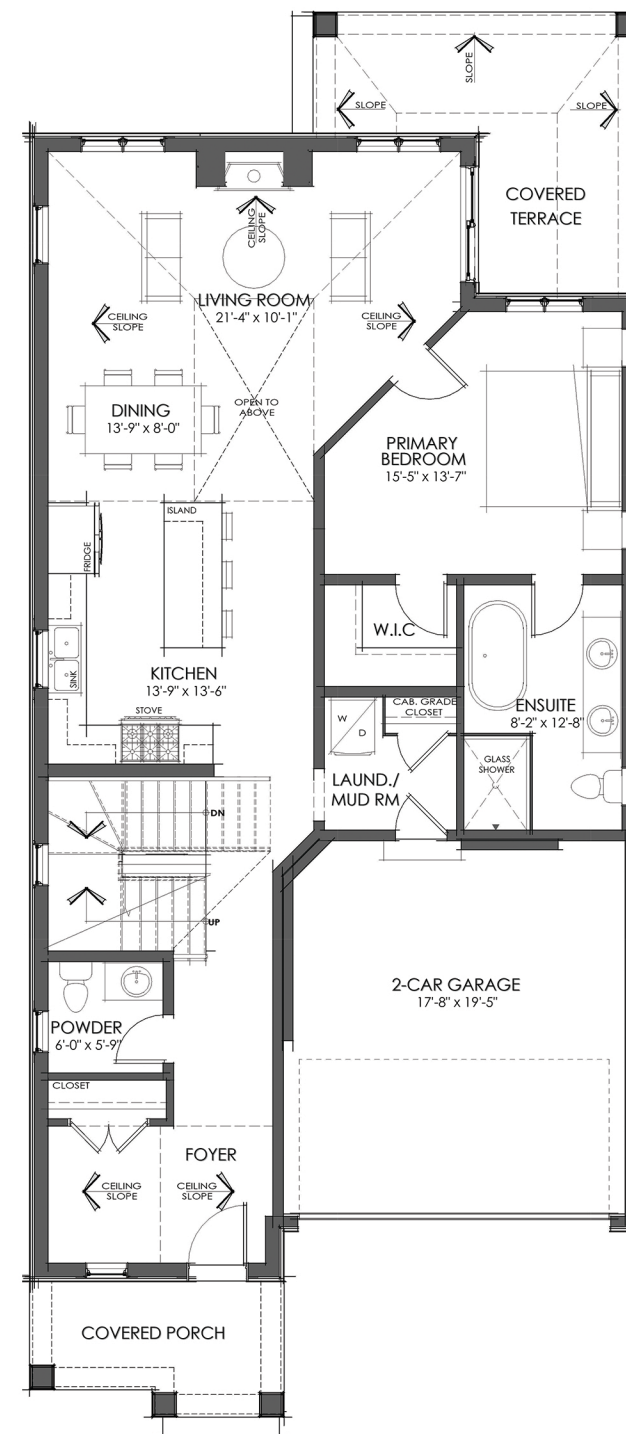 SLOPE
SLOPE
SLOPE
COVERED
TERRACE
CEILING
SLOPE
LIVING ROOM
21'-4" x 10'-1"
CEILING
SLOPE
CEILING
SLOPE
OPEN TO
ABOVE
DINING
13'-9" x 8'-0"
PRIMARY
BEDROOM
15'-5" x 13'-7"
ISLAND
FRIDGE
W.I.C
SINK
KITCHEN
13'-9" x 13'-6"
STOVE
CAB. GRADE
CLOSET
W
D
ENSUITE
8'-2" x 12'-8"
GLASS
SHOWER
LAUND./
MUD RM
DN
UP
2-CAR GARAGE
17'-8" x 19'-5"
POWDER
6'-0" x 5'-9"
CLOSET
FOYER
CEILING
SLOPE
CEILING
SLOPE
COVERED PORCH